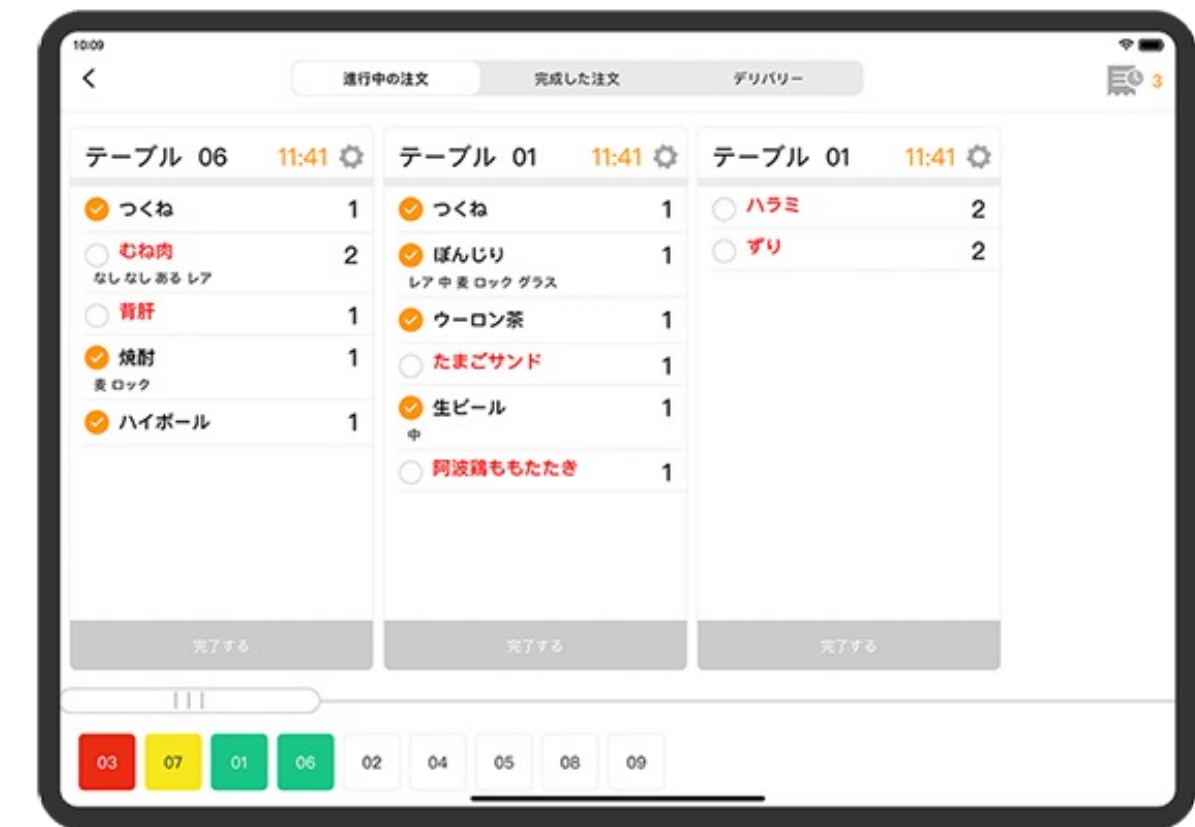 10:09
進行中の注文 完成した注文 デリバリー 3
テーブル 06 11:41
つくね 1
むね肉 2
なし なし ある レア
背肝 1
焼酎 1
麦 ロック
ハイボール 1
完了する
テーブル 01 11:41
つくね 1
ぼんじり 1
レア 中 麦 ロック グラス
ウーロン茶 1
たまごサンド 1
生ビール 1
中
阿波鶏ももたたき 1
完了する
テーブル 01 11:41
ハラミ 2
ずり 2
完了する
03 07 01 06 02 04 05 08 09